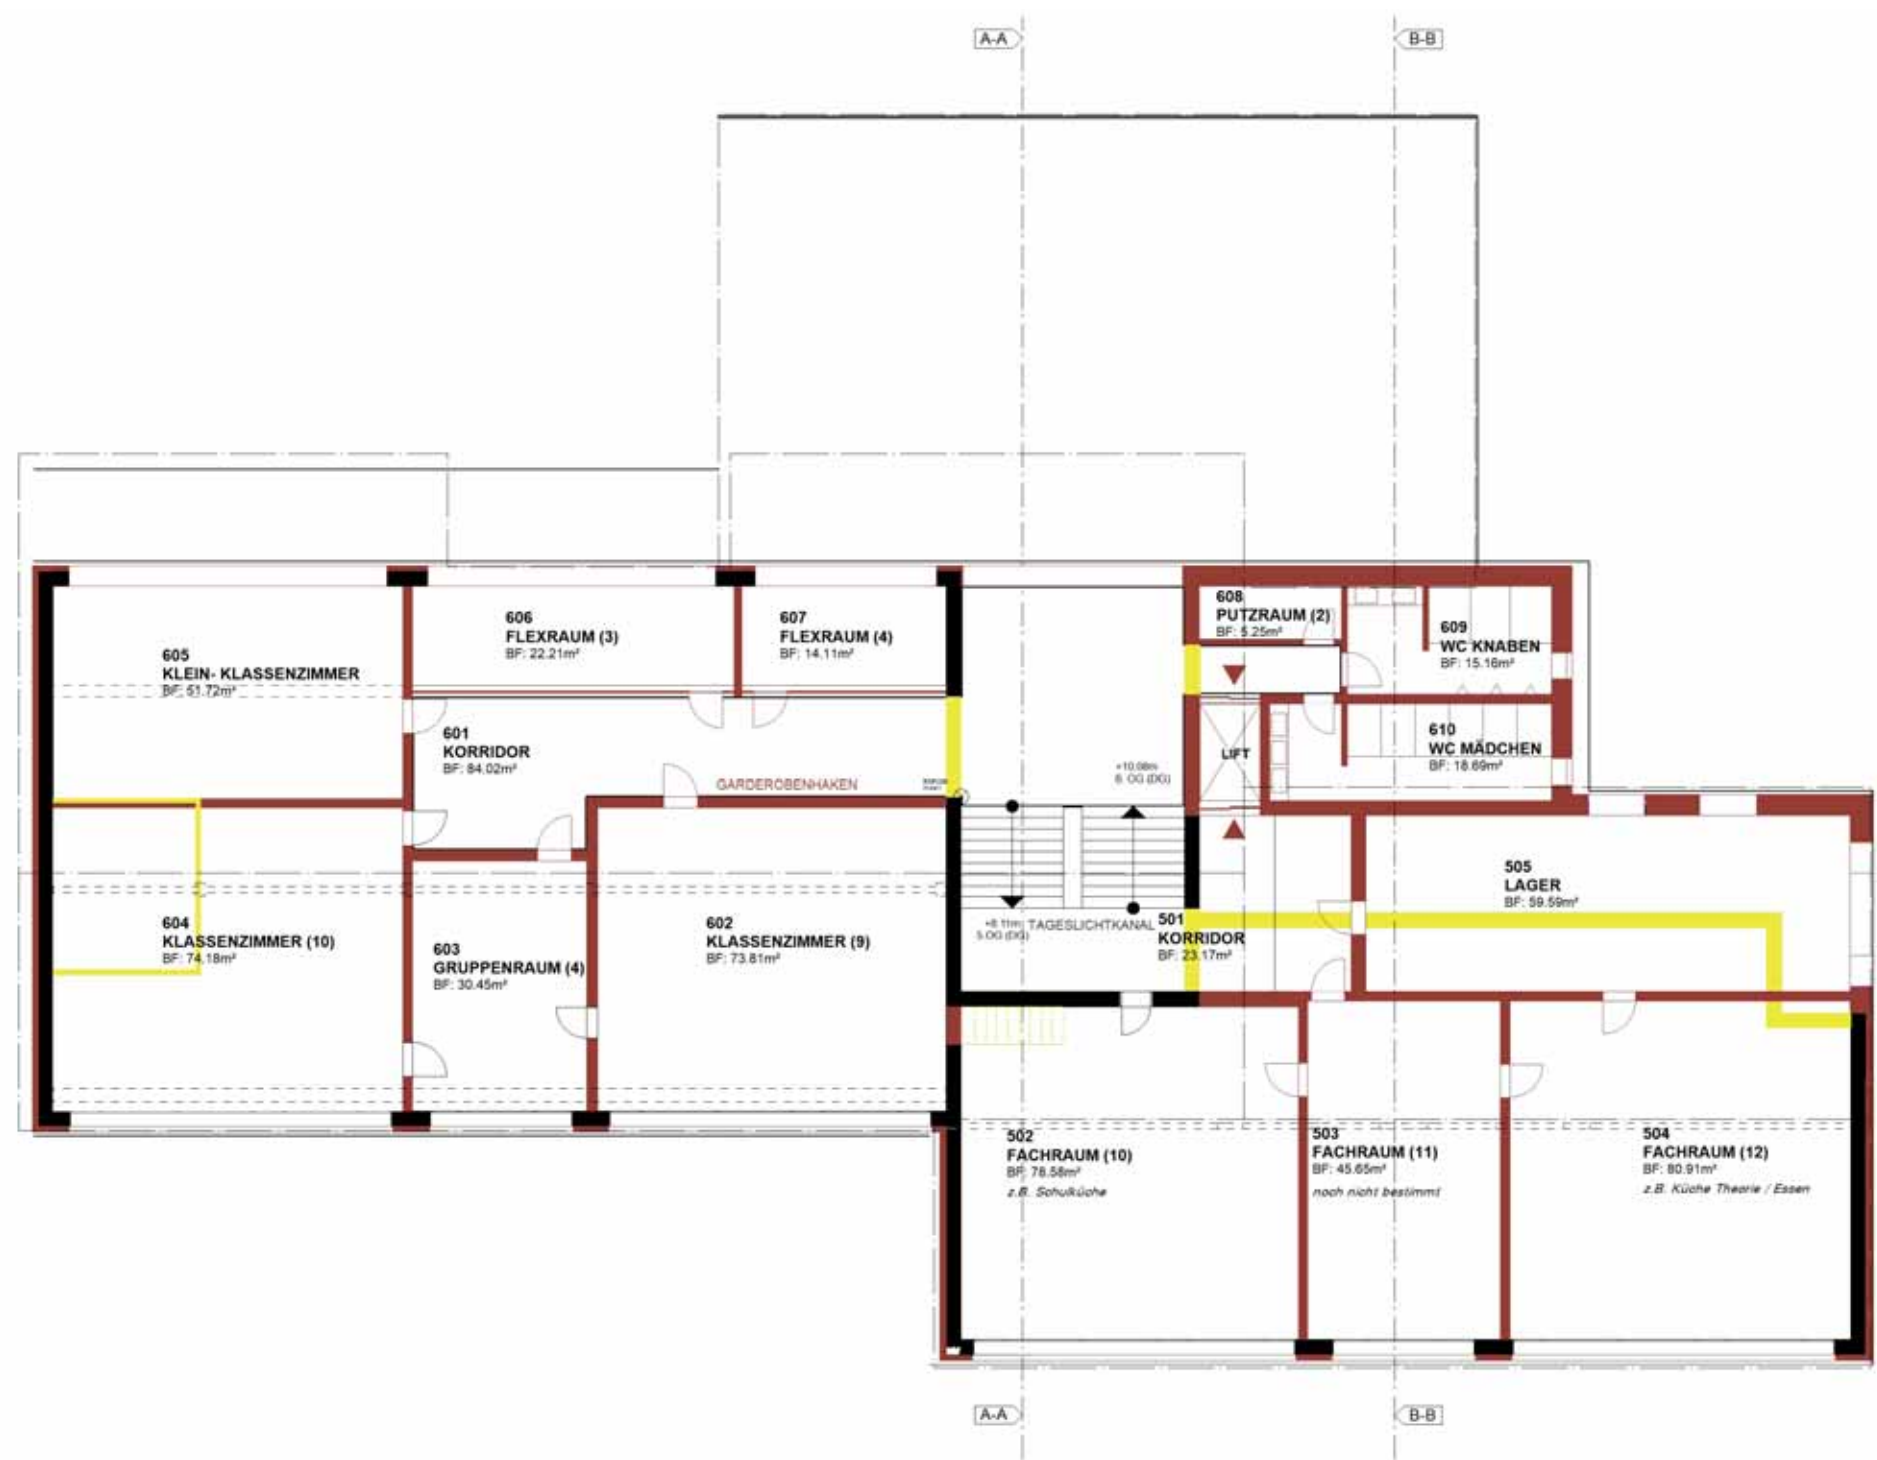 A-A
B-B
605
KLEIN- KLASSENZIMMER
BF: 51.72m²
606
FLEXRAUM (3)
BF: 22.21m²
607
FLEXRAUM (4)
BF: 14.11m²
608
PUTZRAUM (2)
BF: 5.25m²
609
WC KNABEN
BF: 15.16m²
601
KORRIDOR
BF: 84.02m²
GARDEROBENHAKEN
+10.08m
6. OG (DG)
LIFT
610
WC MÄDCHEN
BF: 18.69m²
604
KLASSENZIMMER (10)
BF: 74.18m²
603
GRUPPENRAUM (4)
BF: 30.45m²
602
KLASSENZIMMER (9)
BF: 73.81m²
+8.11m
5.OG (DG)
TAGESLICHTKANAL
501
KORRIDOR
BF: 23.17m²
505
LAGER
BF: 59.59m²
502
FACHRAUM (10)
BF: 78.58m²
z.B. Schulküche
503
FACHRAUM (11)
BF: 45.65m²
noch nicht bestimmt
504
FACHRAUM (12)
BF: 80.91m²
z.B. Küche Theorie / Essen
A-A
B-B